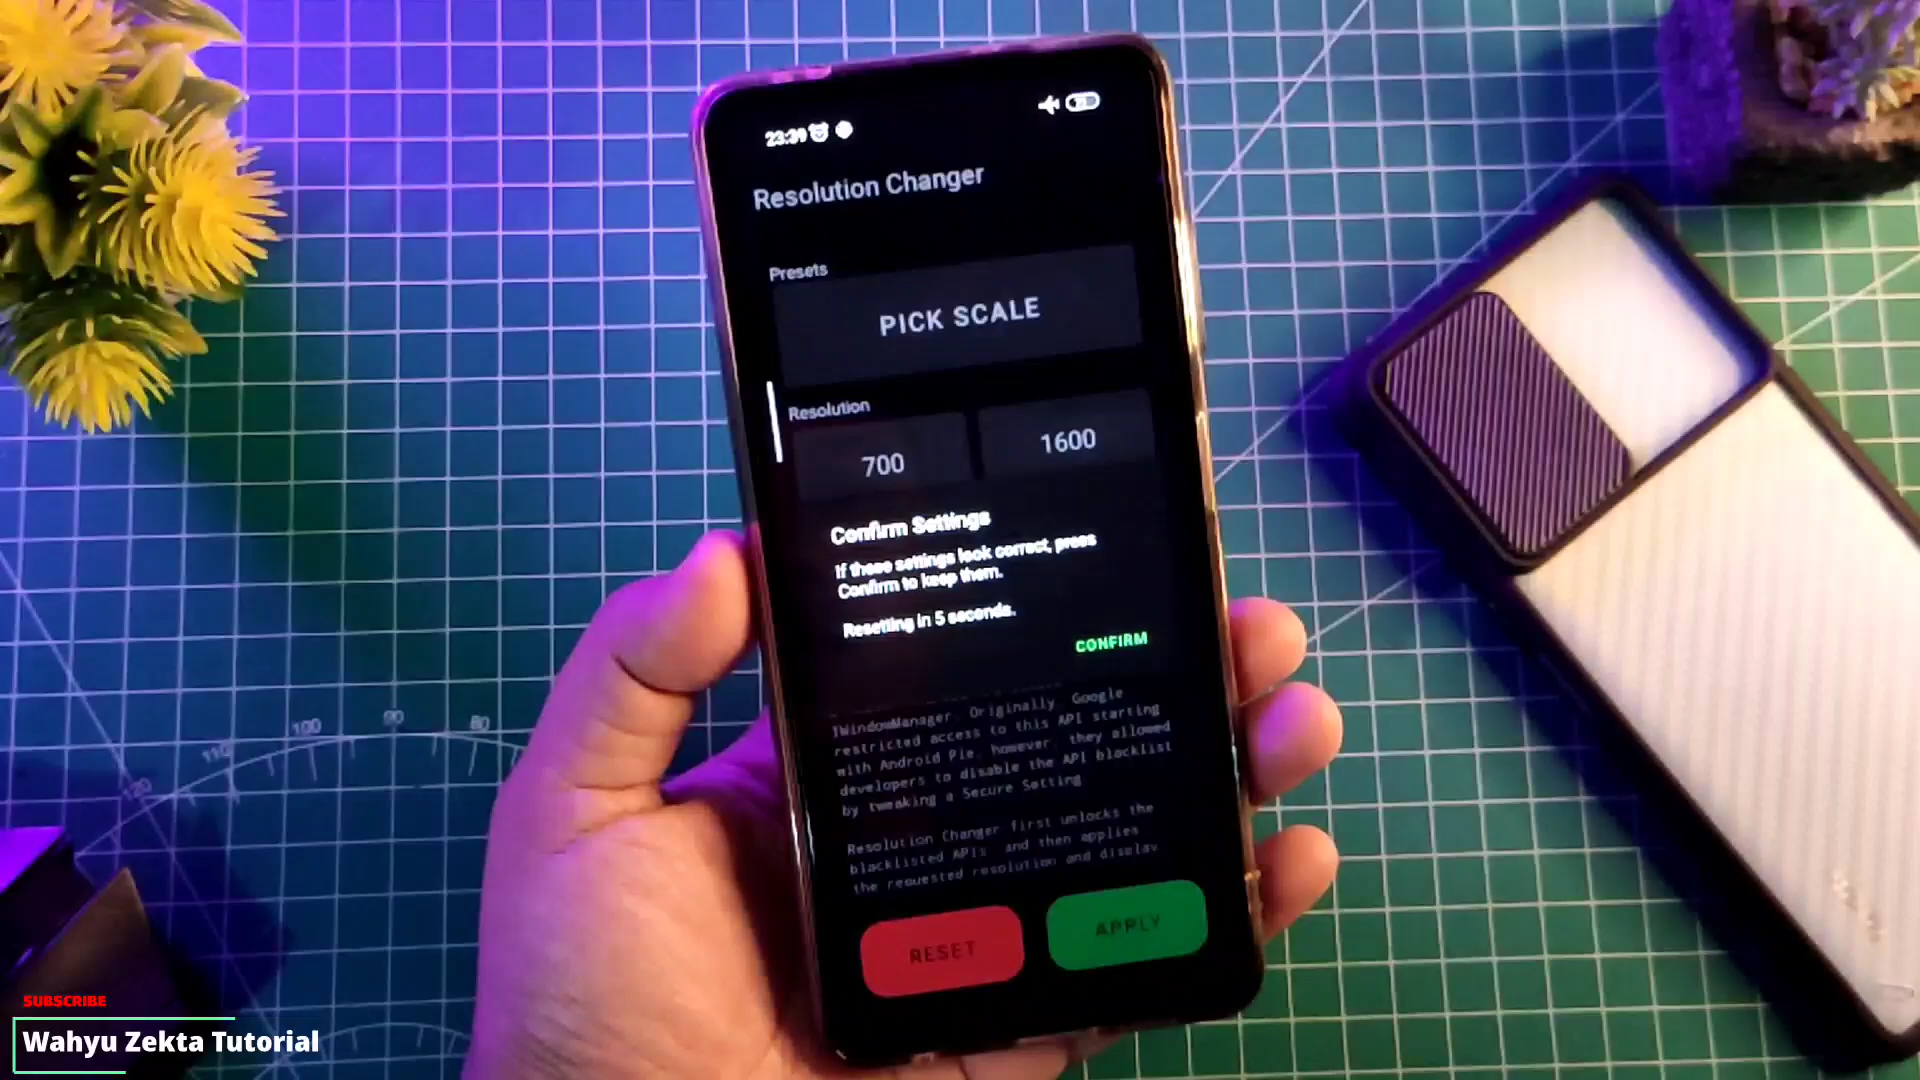 23:39
Resolution Changer
Presets
PICK SCALE
Resolution
700
1600
Confirm Settings
If these settings look correct, press
Confirm to keep them.
Resetting in 5 seconds.
CONFIRM
IWindowManager. Originally, Google
restricted access to this API starting
with Android Pie, however, they allowed
developers to disable the API blacklist
by tweaking a Secure Setting
Resolution Changer first unlocks the
blacklisted APIs, and then applies
the requested resolution and display
RESET
APPLY
120
110
100
90
80
SUBSCRIBE
Wahyu Zekta Tutorial